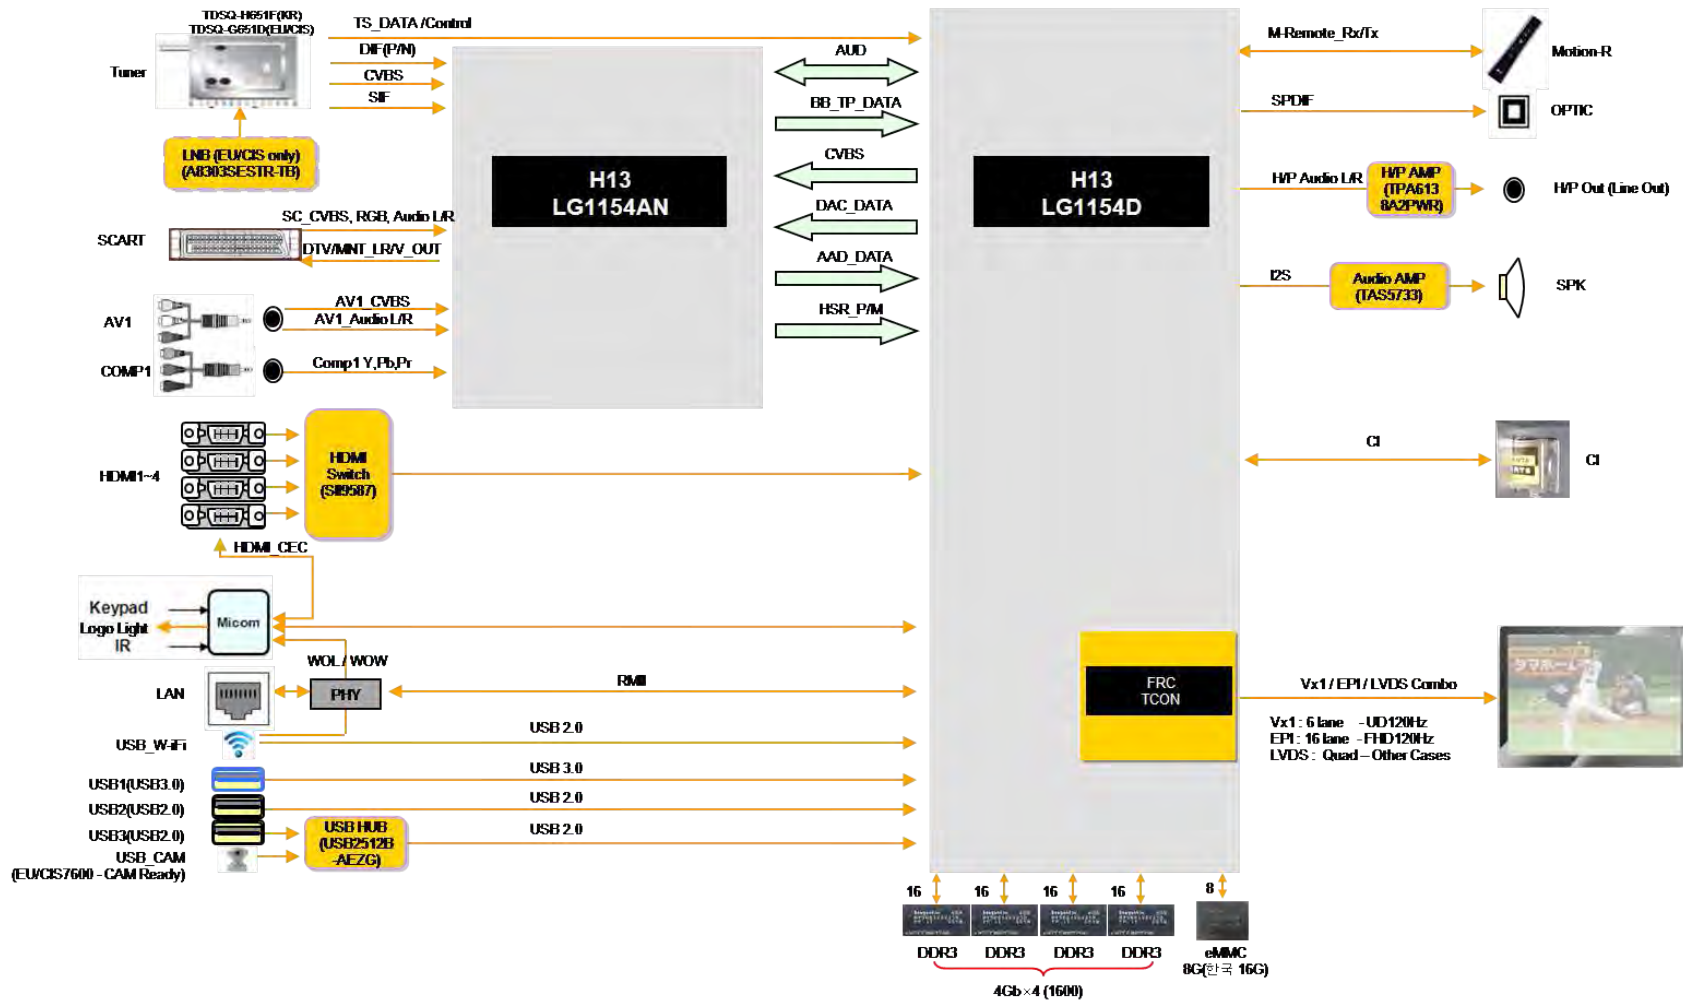 TDSQ-H651F(KR)
TDSQ-G651D(EU/CIS)
Tuner
TS_DATA /Control
DIF(P/N)
CVBS
SIF
LNB (EU/CIS only)
(A8303SESTR-TB)
SCART
SC_CVBS, RGB, Audio L/R
DTV/MNT_LR/V_OUT
AV1
AV1_CVBS
AV1_Audio L/R
COMP1
Comp1 Y,Pb,Pr
H13
LG1154AN
AUD
BB_TP_DATA
CVBS
DAC_DATA
AAD_DATA
HSR_P/M
H13
LG1154D
M-Remote_Rx/Tx
Motion-R
SPDIF
OPTIC
H/P Audio L/R
H/P AMP
(TPA613
8A2PWR)
H/P Out (Line Out)
I2S
Audio AMP
(TAS5733)
SPK
HDMI1~4
HDMI
Switch
(SII9587)
CI
CI
HDMI_CEC
Keypad
Logo Light
IR
Micom
WOL / WOW
LAN
PHY
RMII
USB_W-iFi
USB 2.0
USB1(USB3.0)
USB 3.0
USB2(USB2.0)
USB 2.0
USB3(USB2.0)
USB_CAM
(EU/CIS7600 - CAM Ready)
USB HUB
(USB2512B
-AEZG)
USB 2.0
FRC
TCON
Vx1 / EPI / LVDS Combo
Vx1 : 6 lane - UD120Hz
EPI : 16 lane - FHD120Hz
LVDS : Quad – Other Cases
タマホーム
16 16 16 16 8
DDR3 DDR3 DDR3 DDR3
eMMC
8G(한국 16G)
4Gb × 4 (1600)